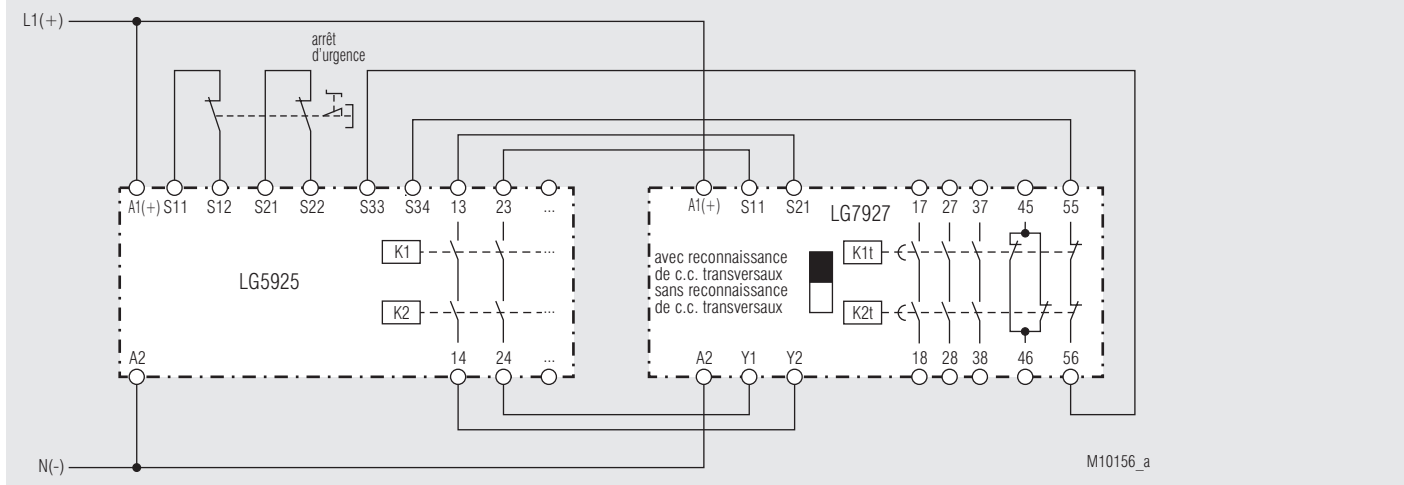 L1(+)
arrêt
d'urgence
A1(+) S11 S12 S21 S22 S33 S34 13 23 ...
A1(+) S11 S21 LG7927 17 27 37 45 55
K1 ...
avec reconnaissance
de c.c. transversaux
sans reconnaissance
de c.c. transversaux
K1t
LG5925
K2 ...
K2t
A2 14 24 ...
A2 Y1 Y2 18 28 38 46 56
N(-)
M10156_a